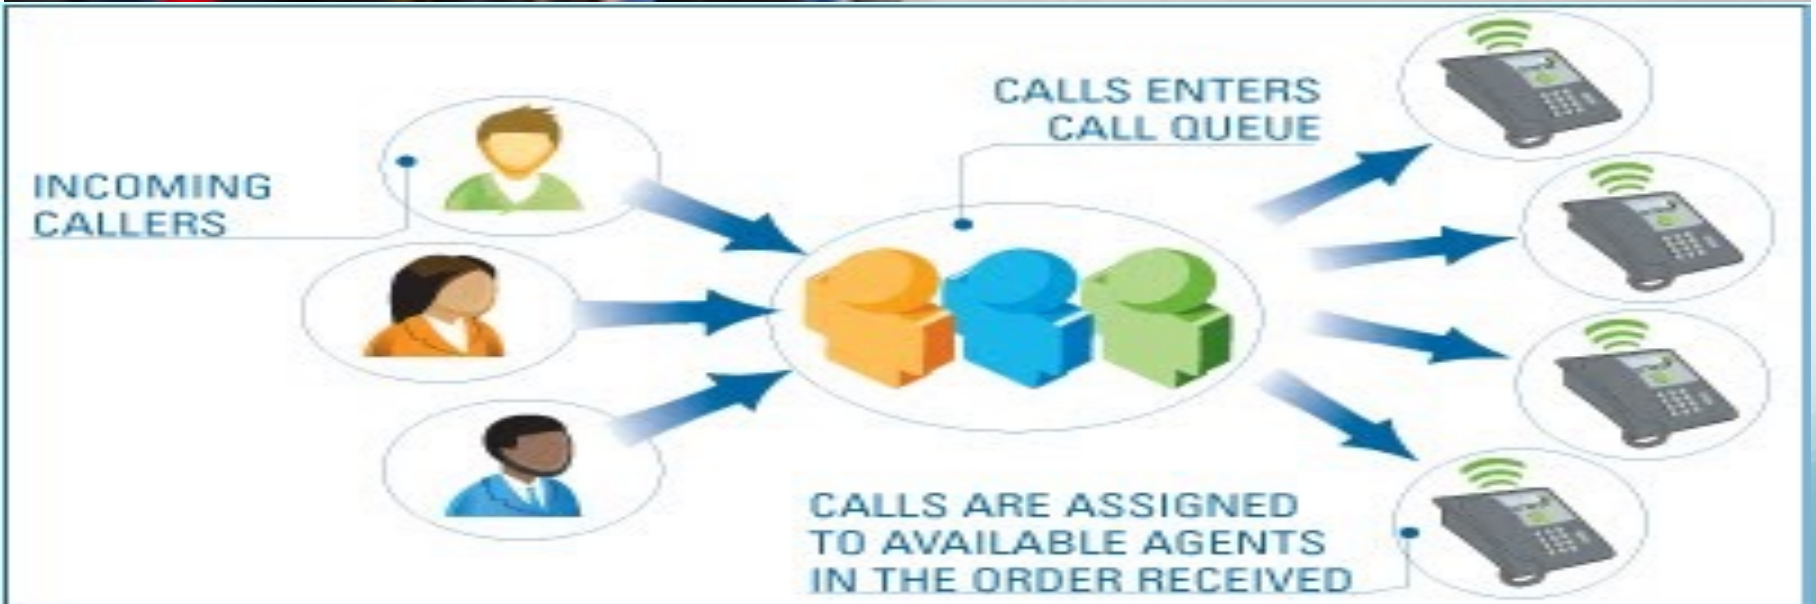 INCOMING
CALLERS
CALLS ENTERS
CALL QUEUE
CALLS ARE ASSIGNED
TO AVAILABLE AGENTS
IN THE ORDER RECEIVED